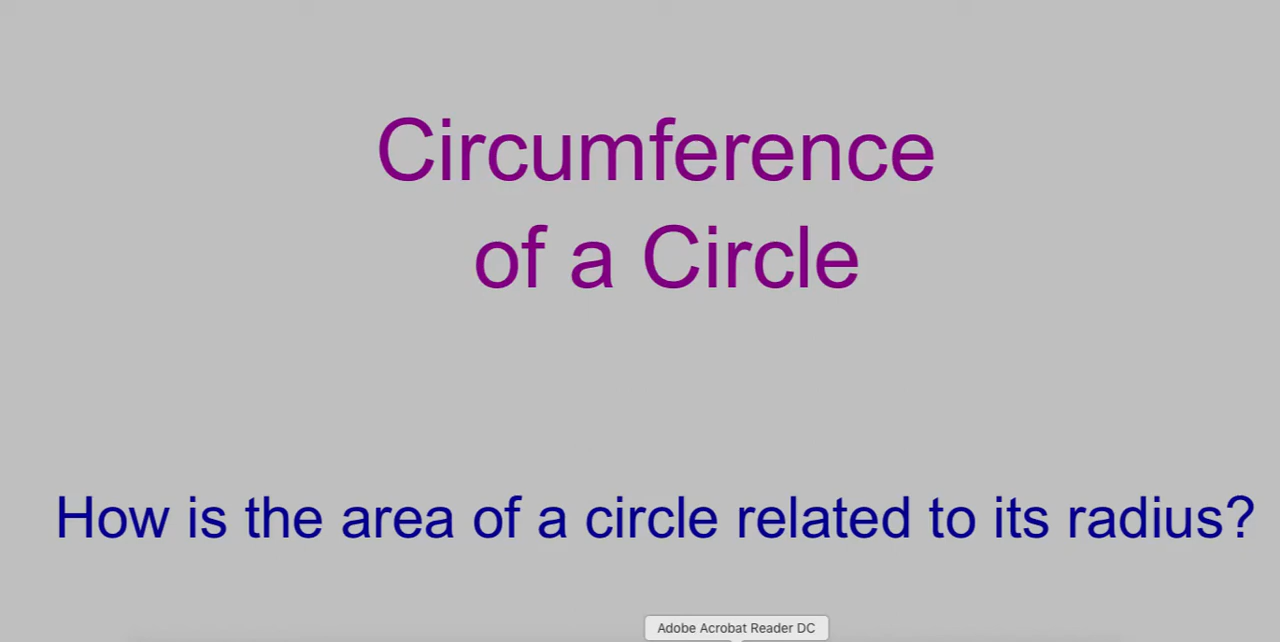 Circumference
of a Circle
How is the area of a circle related to its radius?
Adobe Acrobat Reader DC